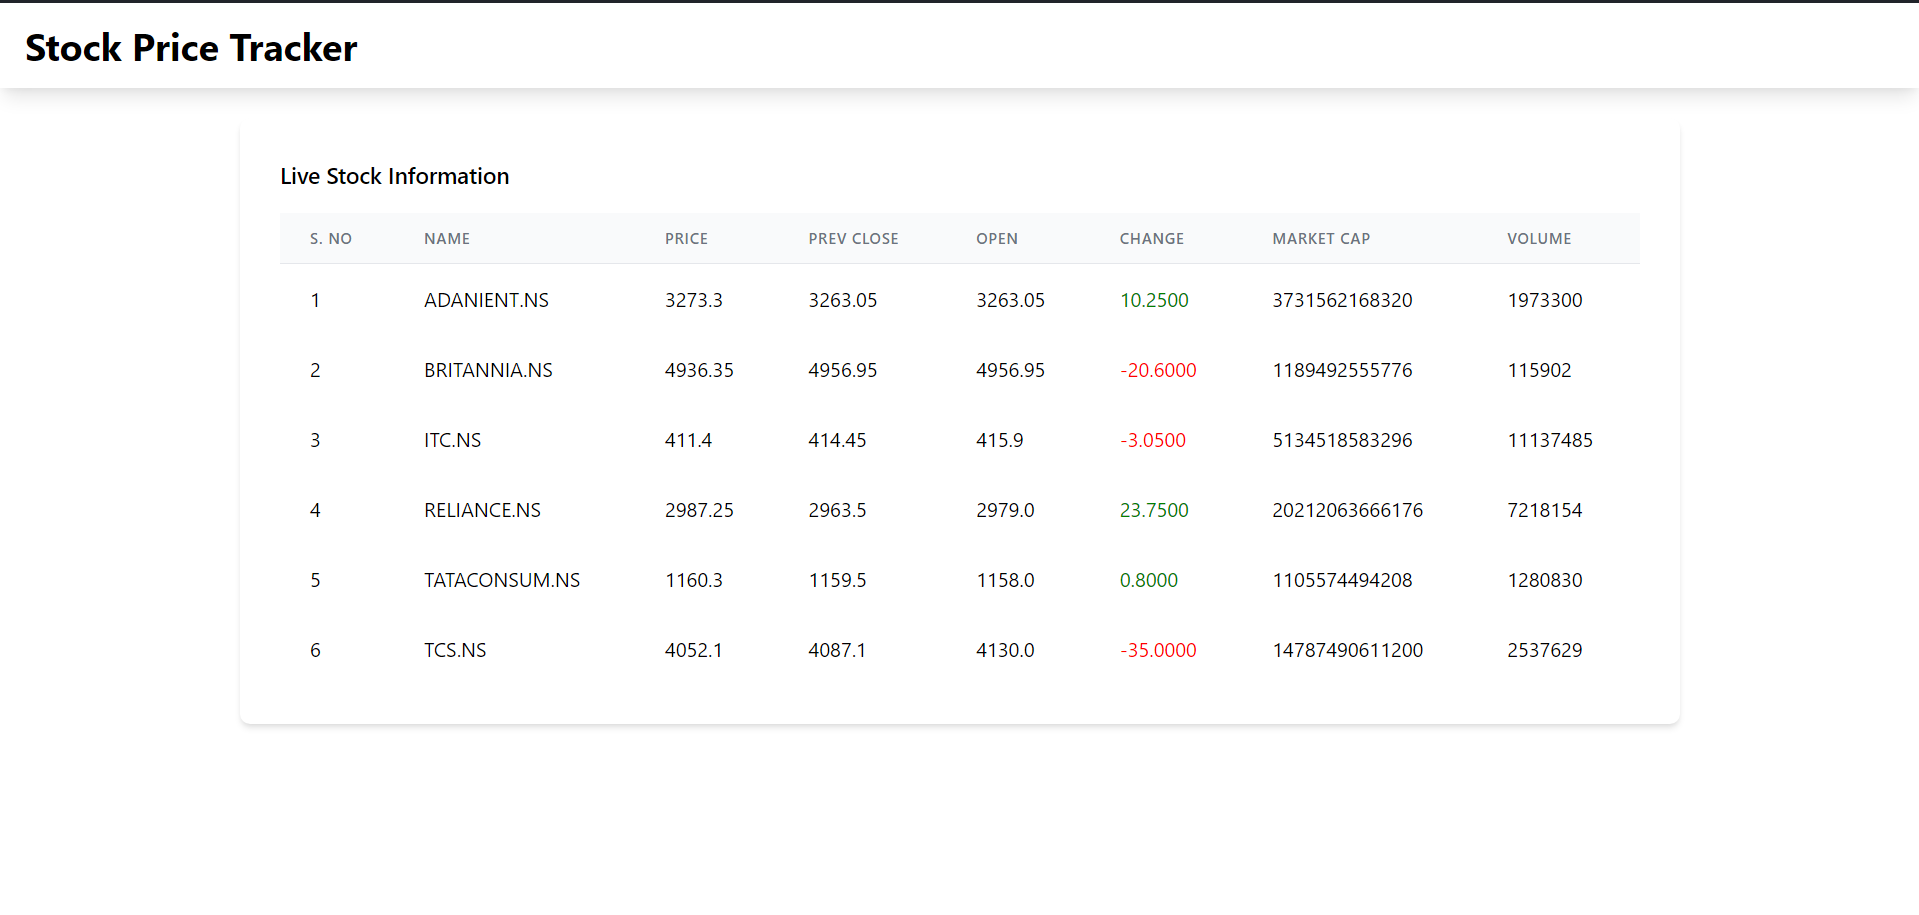 Stock Price Tracker
Live Stock Information
S. NO NAME PRICE PREV CLOSE OPEN CHANGE MARKET CAP VOLUME
1 ADANIENT.NS 3273.3 3263.05 3263.05 10.2500 3731562168320 1973300
2 BRITANNIA.NS 4936.35 4956.95 4956.95 -20.6000 1189492555776 115902
3 ITC.NS 411.4 414.45 415.9 -3.0500 5134518583296 11137485
4 RELIANCE.NS 2987.25 2963.5 2979.0 23.7500 20212063666176 7218154
5 TATACONSUM.NS 1160.3 1159.5 1158.0 0.8000 1105574494208 1280830
6 TCS.NS 4052.1 4087.1 4130.0 -35.0000 14787490611200 2537629